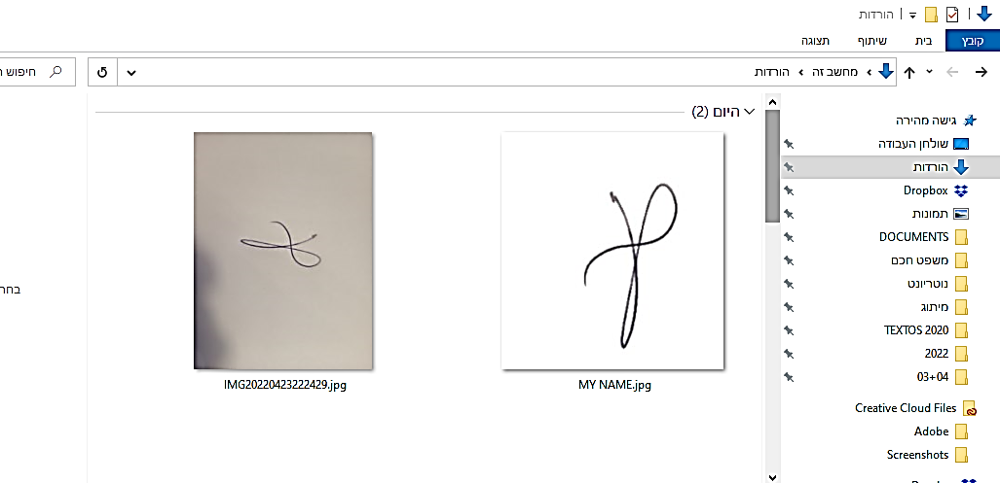 הורדות
קובץ
בית
שיתוף
תצוגה
מחשב זה
הורדות
חיפוש
גישה מהירה
שולחן העבודה
הורדות
Dropbox
תמונות
DOCUMENTS
משפט חכם
נוטריונט
מיתוג
TEXTOS 2020
2022
03+04
Creative Cloud Files
Adobe
Screenshots
היום (2)
MY NAME.jpg
IMG20220423222429.jpg